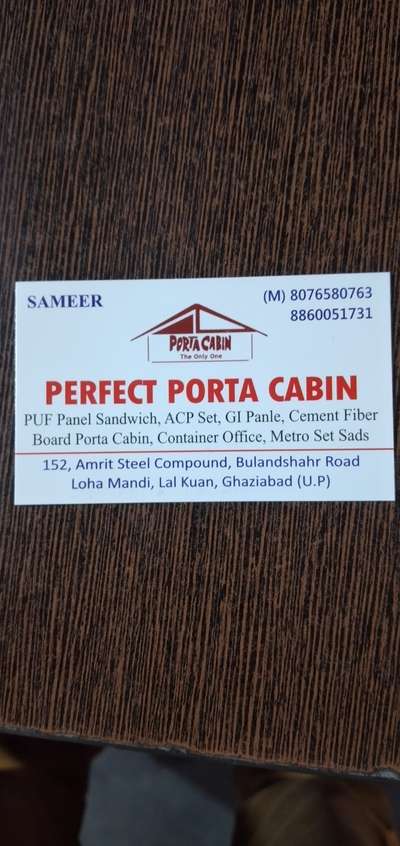 SAMEER
(M) 8076580763
8860051731
PORTA CABIN
The Only One
PERFECT PORTA CABIN
PUF Panel Sandwich, ACP Set, GI Panle, Cement Fiber
Board Porta Cabin, Container Office, Metro Set Sads
152, Amrit Steel Compound, Bulandshahr Road
Loha Mandi, Lal Kuan, Ghaziabad (U.P)